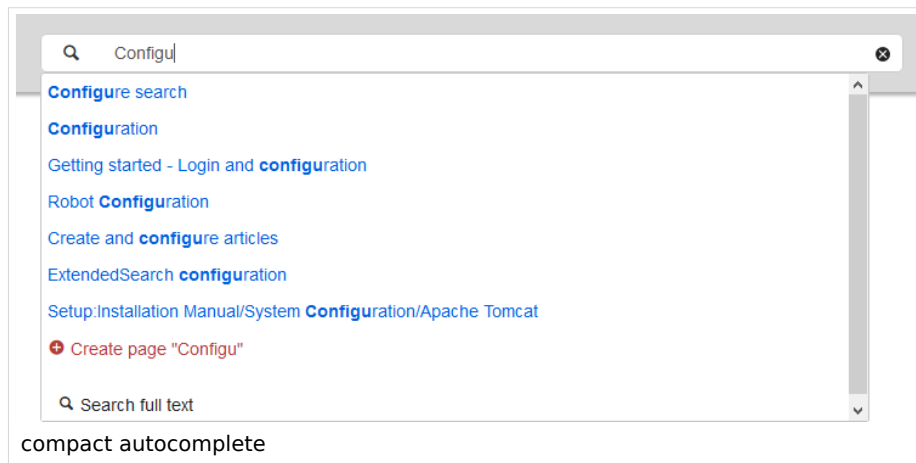 Configu
Configure search
Configuration
Getting started - Login and configuration
Robot Configuration
Create and configure articles
ExtendedSearch configuration
Setup:Installation Manual/System Configuration/Apache Tomcat
Create page "Configu"
Search full text
compact autocomplete